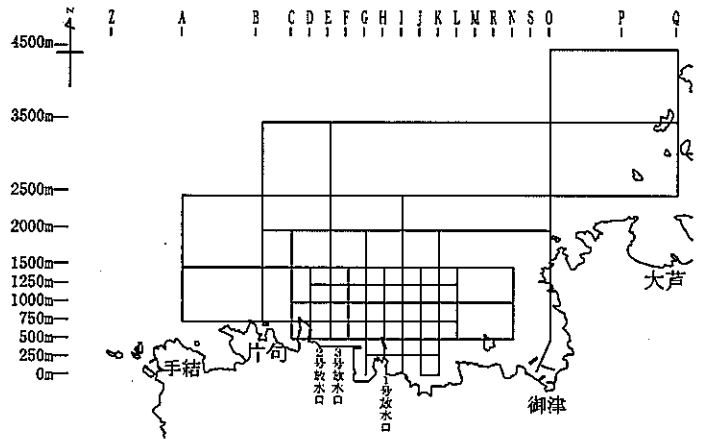 N
Z A B C D E F G H I J K L M R N S O P Q
4500m
3500m
2500m
2000m
1500m
1250m
1000m
750m
500m
250m
0m
大芦
手結
片句
2号放水口
3号放水口
1号放水口
御津